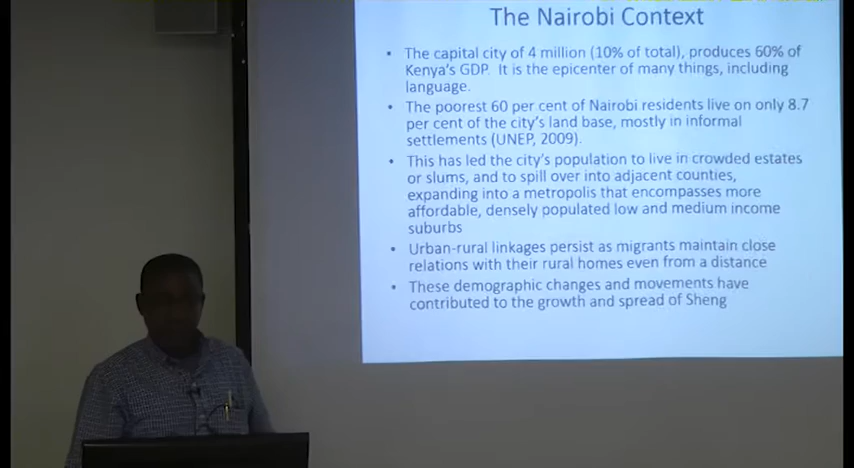 The Nairobi Context
• The capital city of 4 million (10% of total), produces 60% of
Kenya's GDP.  It is the epicenter of many things, including
language.
• The poorest 60 per cent of Nairobi residents live on only 8.7
per cent of the city's land base, mostly in informal
settlements (UNEP, 2009).
• This has led the city's population to live in crowded estates
or slums, and to spill over into adjacent counties,
expanding into a metropolis that encompasses more
affordable, densely populated low and medium income
suburbs
• Urban-rural linkages persist as migrants maintain close
relations with their rural homes even from a distance
• These demographic changes and movements have
contributed to the growth and spread of Sheng